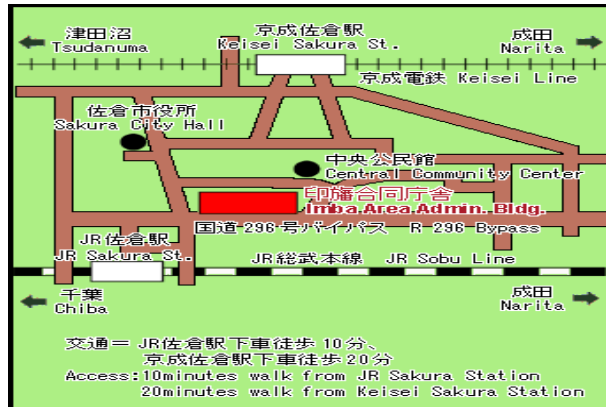 津田沼
Tsudanuma
京成佐倉駅
Keisei Sakura St.
成田
Narita
京成電鉄 Keisei Line
佐倉市役所
Sakura City Hall
中央公民館
Central Community Center
印旛合同庁舎
Imba Area Admin. Bldg.
国道296号バイパス R 296 Bypass
JR佐倉駅
JR Sakura St.
JR総武本線 JR Sobu Line
千葉
Chiba
成田
Narita
交通＝JR佐倉駅下車徒歩10分、
京成佐倉駅下車徒歩20分
Access:10minutes walk from JR Sakura Station
20minutes walk from Keisei Sakura Station